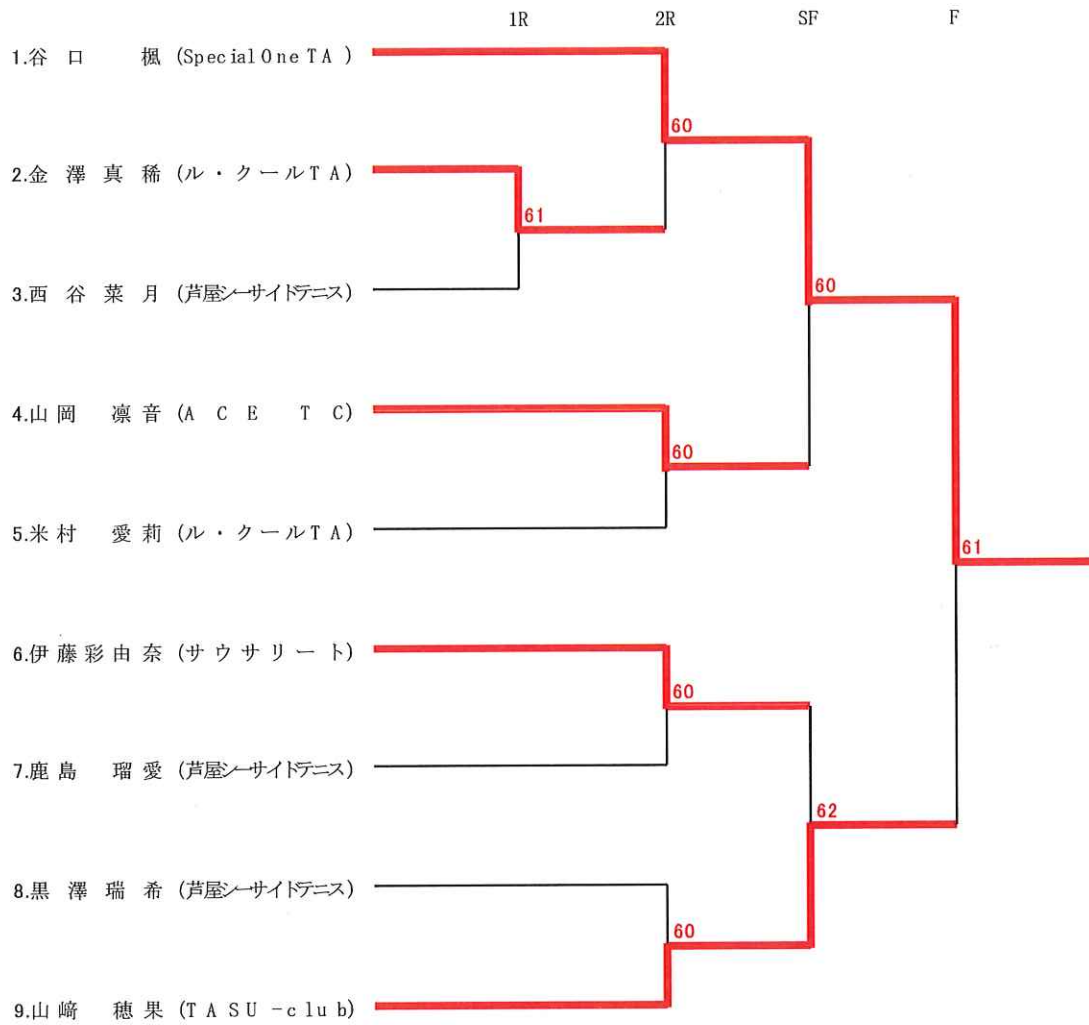 1R 2R SF F
1.谷口 楓 (SpecialOneTA)
60
2.金澤真稀 (ル・クールTA)
61
3.西谷菜月 (芦屋シーサイドテニス)
60
4.山岡 凛音 (ACE TC)
60
5.米村 愛莉 (ル・クールTA)
61
6.伊藤彩由奈 (サウサリート)
60
7.鹿島 瑠愛 (芦屋シーサイドテニス)
62
8.黒澤瑞希 (芦屋シーサイドテニス)
60
9.山﨑 穂果 (TASU-club)